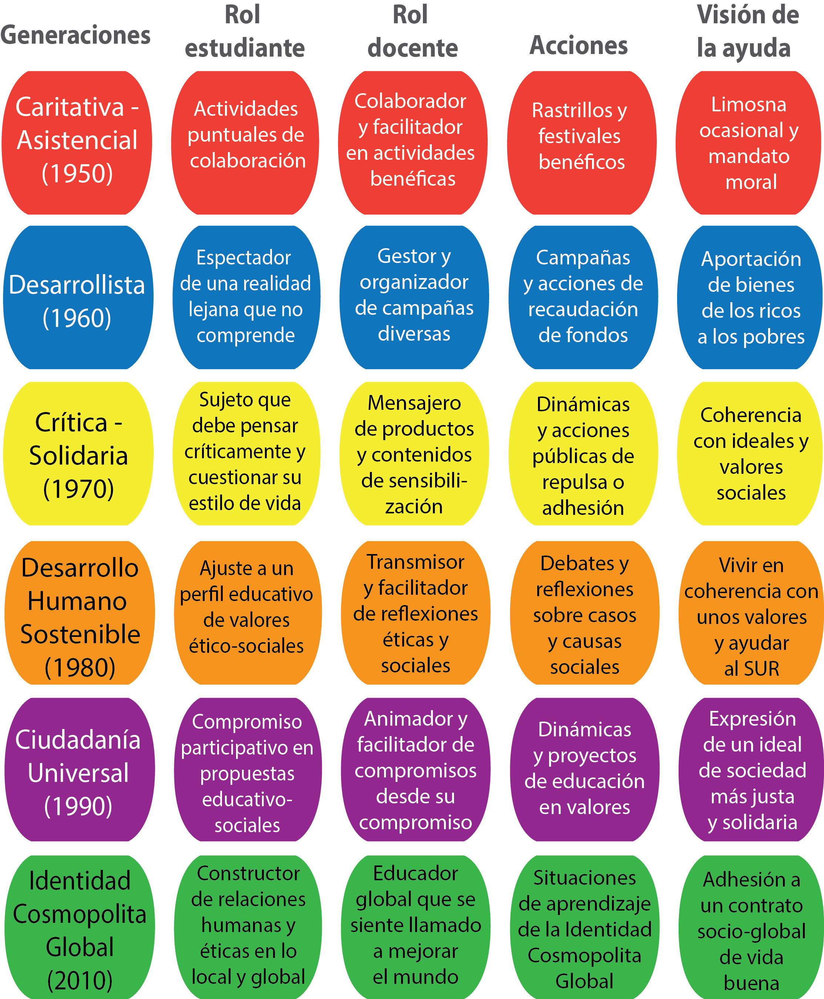 Generaciones
Rol
estudiante
Rol
docente
Acciones
Visión de
la ayuda
Caritativa -
Asistencial
(1950)
Actividades
puntuales de
colaboración
Colaborador
y facilitador
en actividades
benéficas
Rastrillos y
festivales
benéficos
Limosna
ocasional y
mandato
moral
Desarrollista
(1960)
Espectador
de una realidad
lejana que no
comprende
Gestor y
organizador
de campañas
diversas
Campañas
y acciones de
recaudación
de fondos
Aportación
de bienes
de los ricos
a los pobres
Crítica -
Solidaria
(1970)
Sujeto que
debe pensar
críticamente y
cuestionar su
estilo de vida
Mensajero
de productos
y contenidos
de sensibili-
zación
Dinámicas
y acciones
públicas de
repulsa o
adhesión
Coherencia
con ideales y
valores
sociales
Desarrollo
Humano
Sostenible
(1980)
Ajuste a un
perfil educativo
de valores
ético-sociales
Transmisor
y facilitador
de reflexiones
éticas y
sociales
Debates y
reflexiones
sobre casos
y causas
sociales
Vivir en
coherencia con
unos valores
y ayudar
al SUR
Ciudadanía
Universal
(1990)
Compromiso
participativo en
propuestas
educativo-
sociales
Animador y
facilitador de
compromisos
desde su
compromiso
Dinámicas
y proyectos
de educación
en valores
Expresión
de un ideal
de sociedad
más justa
y solidaria
Identidad
Cosmopolita
Global
(2010)
Constructor
de relaciones
humanas y
éticas en lo
local y global
Educador
global que se
siente llamado
a mejorar
el mundo
Situaciones
de aprendizaje
de la Identidad
Cosmopolita
Global
Adhesión a
un contrato
socio-global
de vida
buena